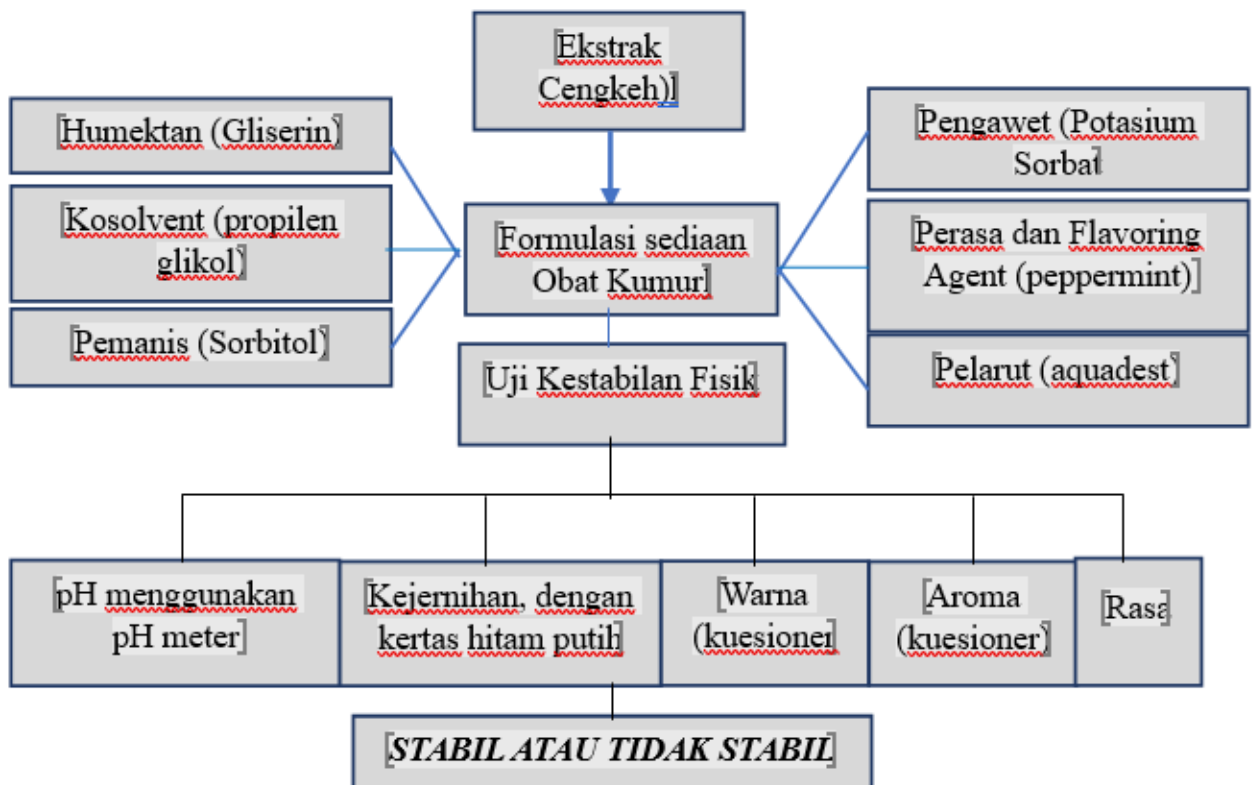 [Ekstrak
Cengkeh)]
[Humektan (Gliserin)]
[Kosolvent (propilen
glikol)]
[Pemanis (Sorbitol)]
[Formulasi sediaan
Obat Kumur]
[Pengawet (Potasium
Sorbat]
[Perasa dan Flavoring
Agent (peppermint)]
[Pelarut (aquadest)]
[Uji Kestabilan Fisik]
[pH menggunakan
pH meter]
[Kejernihan, dengan
kertas hitam putih]
[Warna
(kuesioner]
[Aroma
(kuesioner)]
[Rasa]
[STABIL ATAU TIDAK STABIL]